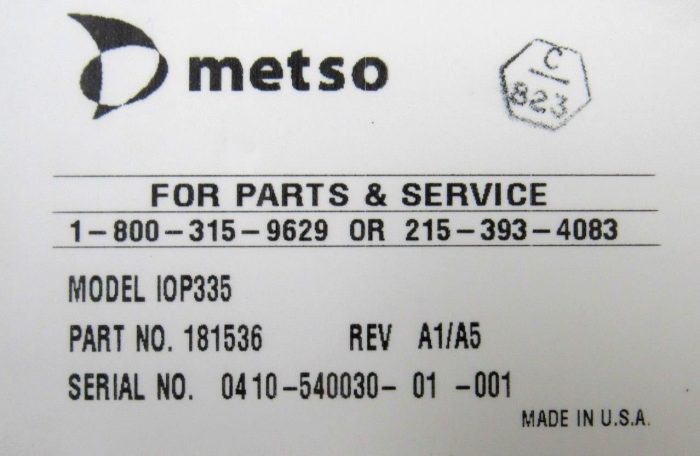 metso
C
823
FOR PARTS & SERVICE
1-800-315-9629 OR 215-393-4083
MODEL IOP335
PART NO. 181536 REV A1/A5
SERIAL NO. 0410-540030- 01 -001
MADE IN U.S.A.